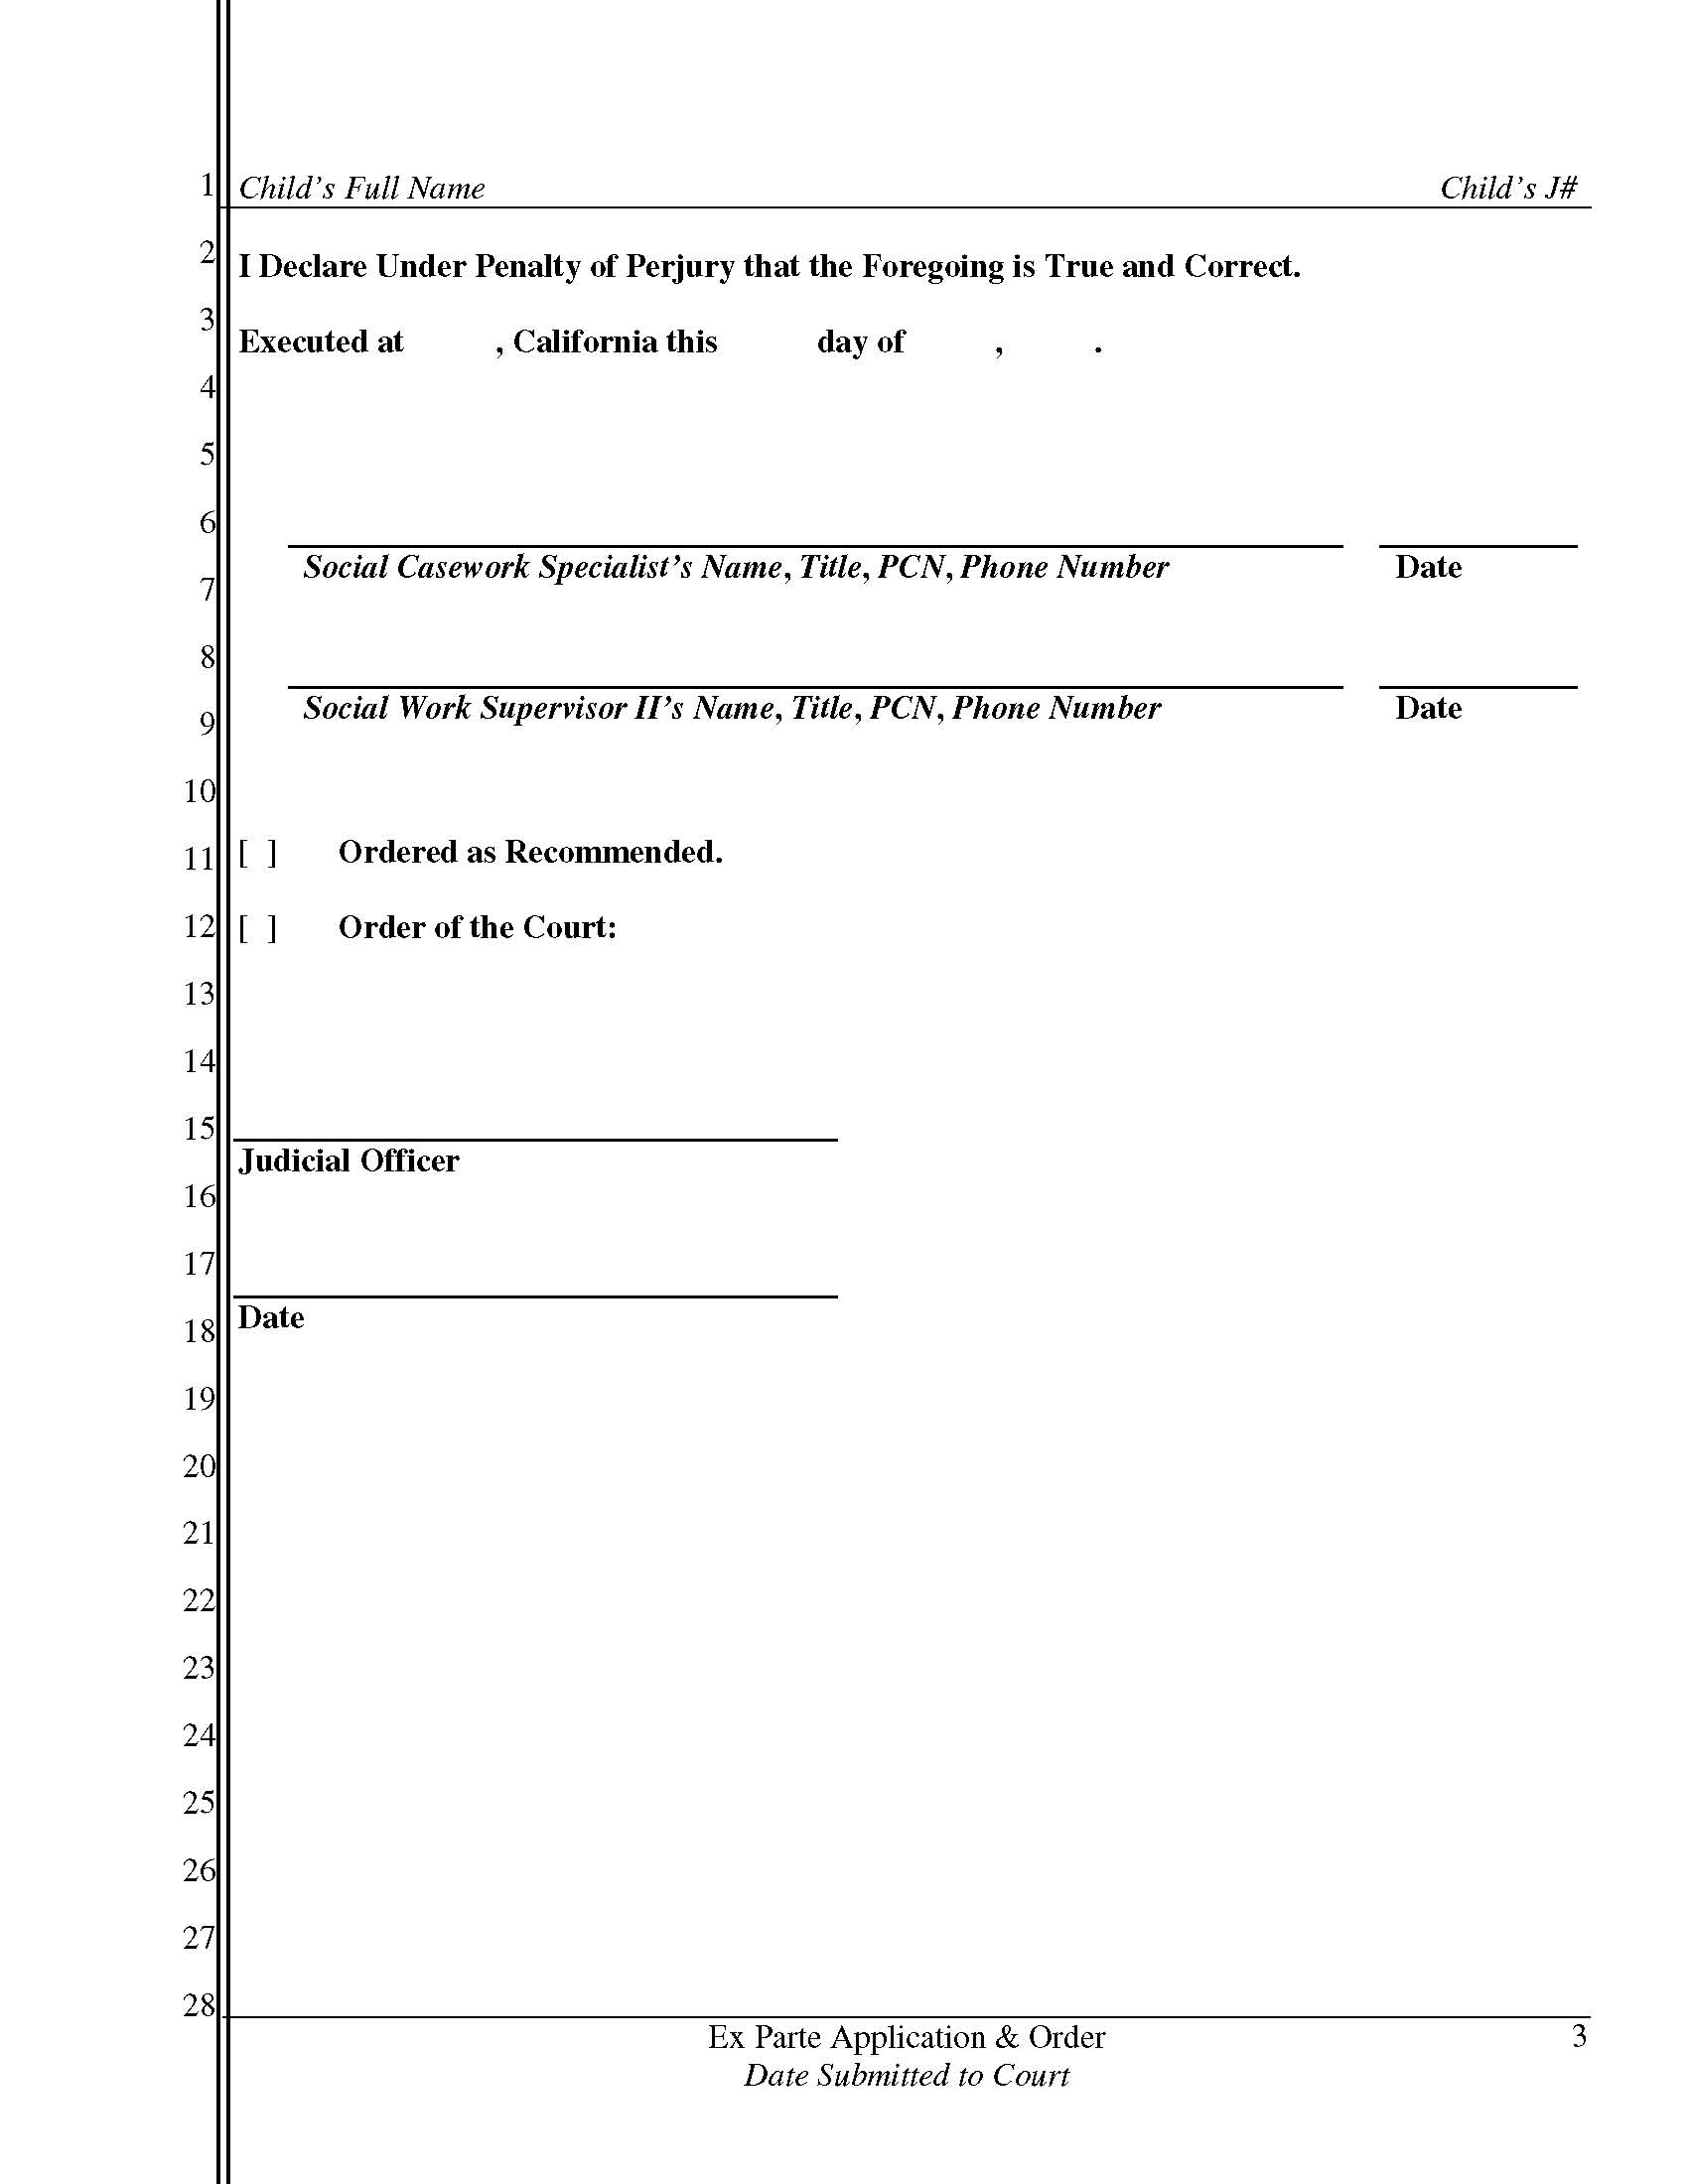 1 Child's Full Name Child's J#
2
I Declare Under Penalty of Perjury that the Foregoing is True and Correct.
3
Executed at , California this day of , .
4
5
6
Social Casework Specialist's Name, Title, PCN, Phone Number Date
7
8
Social Work Supervisor II's Name, Title, PCN, Phone Number Date
9
10
11 [ ] Ordered as Recommended.
12 [ ] Order of the Court:
13
14
15
Judicial Officer
16
17
Date
18
19
20
21
22
23
24
25
26
27
28
Ex Parte Application & Order 3
Date Submitted to Court